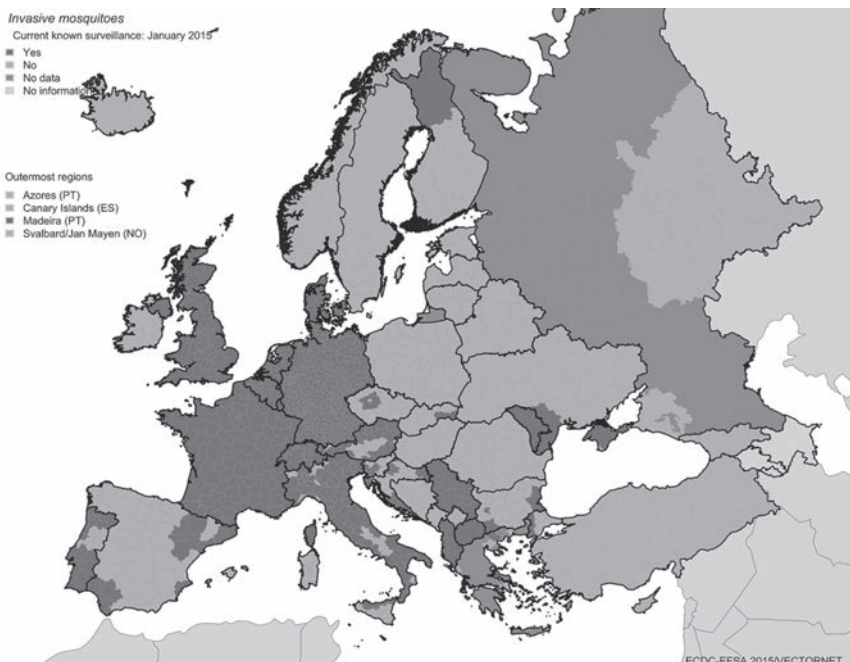 Invasive mosquitoes
Current known surveillance: January 2015
Yes
No
No data
No information
Outermost regions
Azores (PT)
Canary Islands (ES)
Madeira (PT)
Svalbard/Jan Mayen (NO)
ECDC-EFSA 2015/VECTORNET